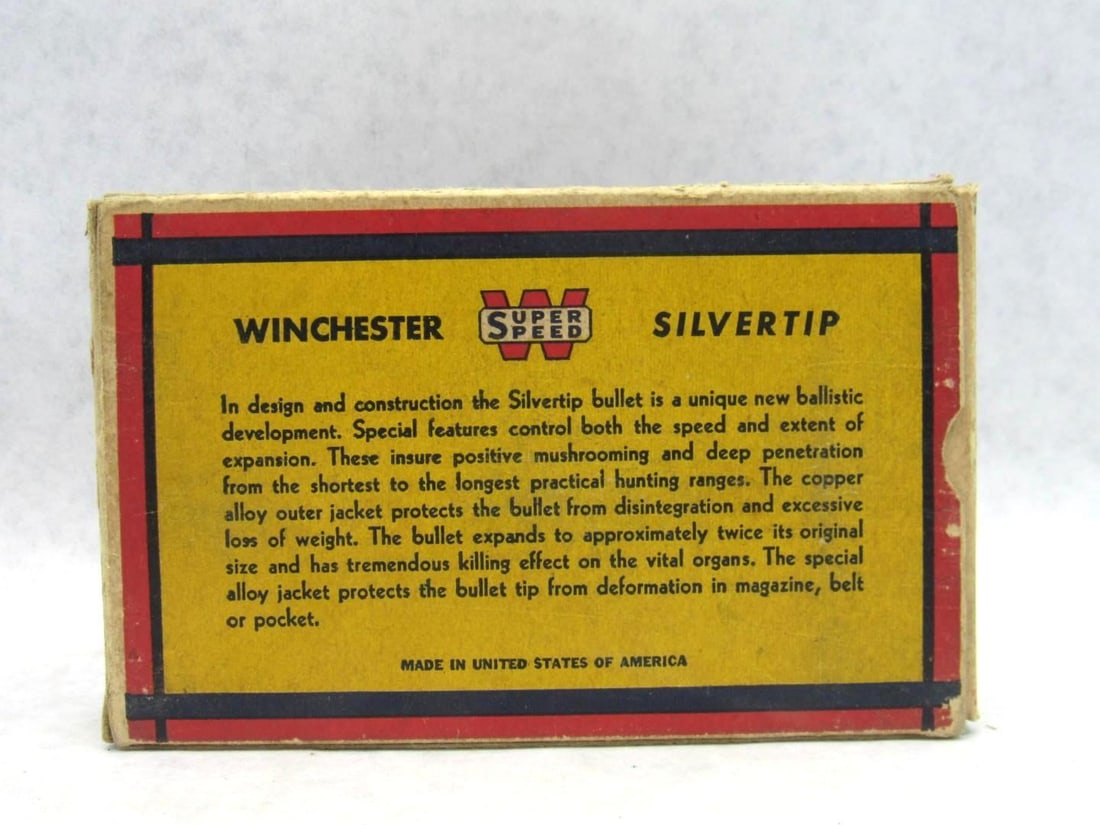 WINCHESTER W SUPER SPEED SILVERTIP
In design and construction the Silvertip bullet is a unique new ballistic
development. Special features control both the speed and extent of
expansion. These insure positive mushrooming and deep penetration
from the shortest to the longest practical hunting ranges. The copper
alloy outer jacket protects the bullet from disintegration and excessive
loss of weight. The bullet expands to approximately twice its original
size and has tremendous killing effect on the vital organs. The special
alloy jacket protects the bullet tip from deformation in magazine, belt
or pocket.
MADE IN UNITED STATES OF AMERICA